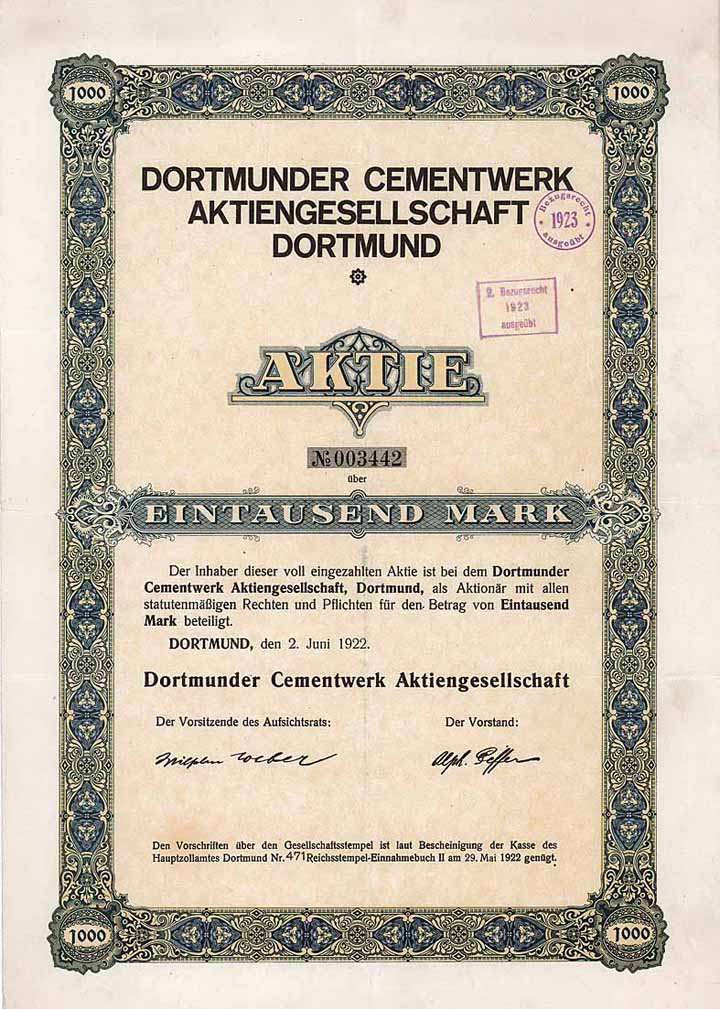 1000 1000
DORTMUNDER CEMENTWERK
AKTIENGESELLSCHAFT
DORTMUND
Bezugsrecht
1923
ausgeübt
2. Bezugsrecht
1923
ausgeübt
AKTIE
№ 003442
über
EINTAUSEND MARK
Der Inhaber dieser voll eingezahlten Aktie ist bei dem Dortmunder
Cementwerk Aktiengesellschaft, Dortmund, als Aktionär mit allen
statutenmäßigen Rechten und Pflichten für den Betrag von Eintausend
Mark beteiligt.
DORTMUND, den 2. Juni 1922.
Dortmunder Cementwerk Aktiengesellschaft
Der Vorsitzende des Aufsichtsrats: Der Vorstand:
Weber Alph.
Den Vorschriften über den Gesellschaftsstempel ist laut Bescheinigung der Kasse des
Hauptzollamtes Dortmund Nr. 471 Reichsstempel-Einnahmebuch II am 29. Mai 1922 genügt.
1000 1000